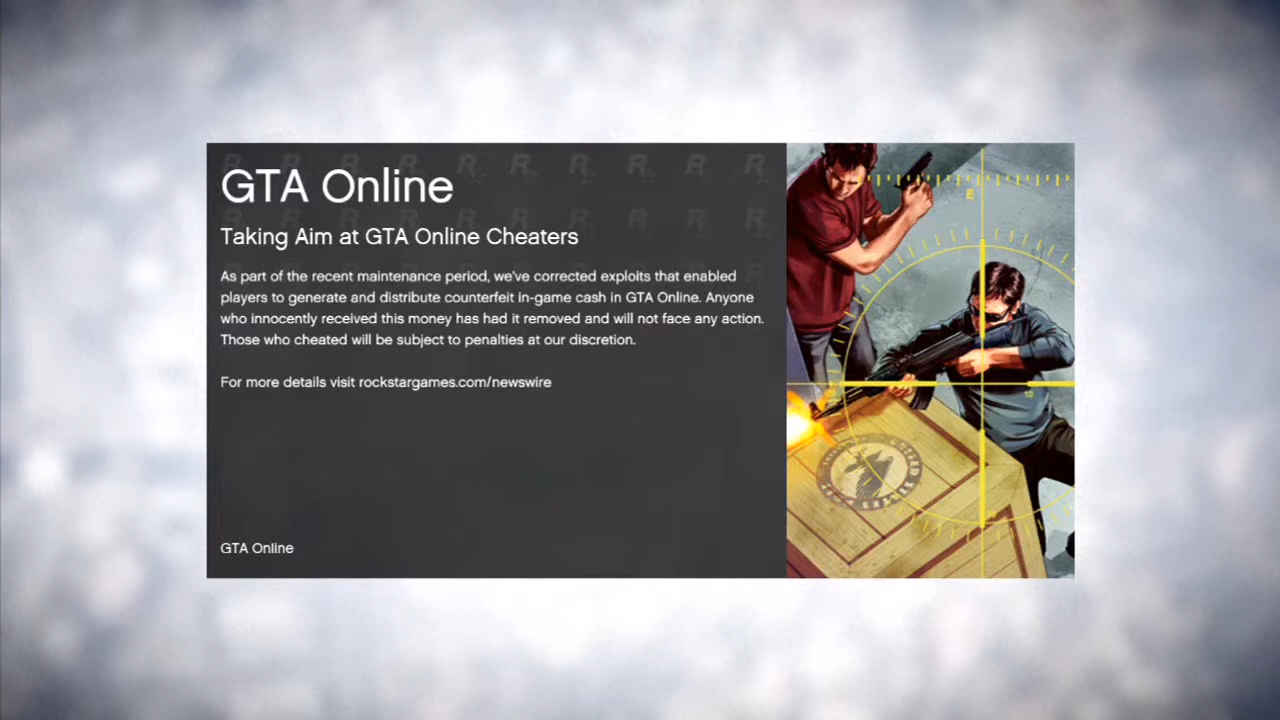 GTA Online
Taking Aim at GTA Online Cheaters
As part of the recent maintenance period, we've corrected exploits that enabled
players to generate and distribute counterfeit in-game cash in GTA Online. Anyone
who innocently received this money has had it removed and will not face any action.
Those who cheated will be subject to penalties at our discretion.
For more details visit rockstargames.com/newswire
GTA Online
E
10